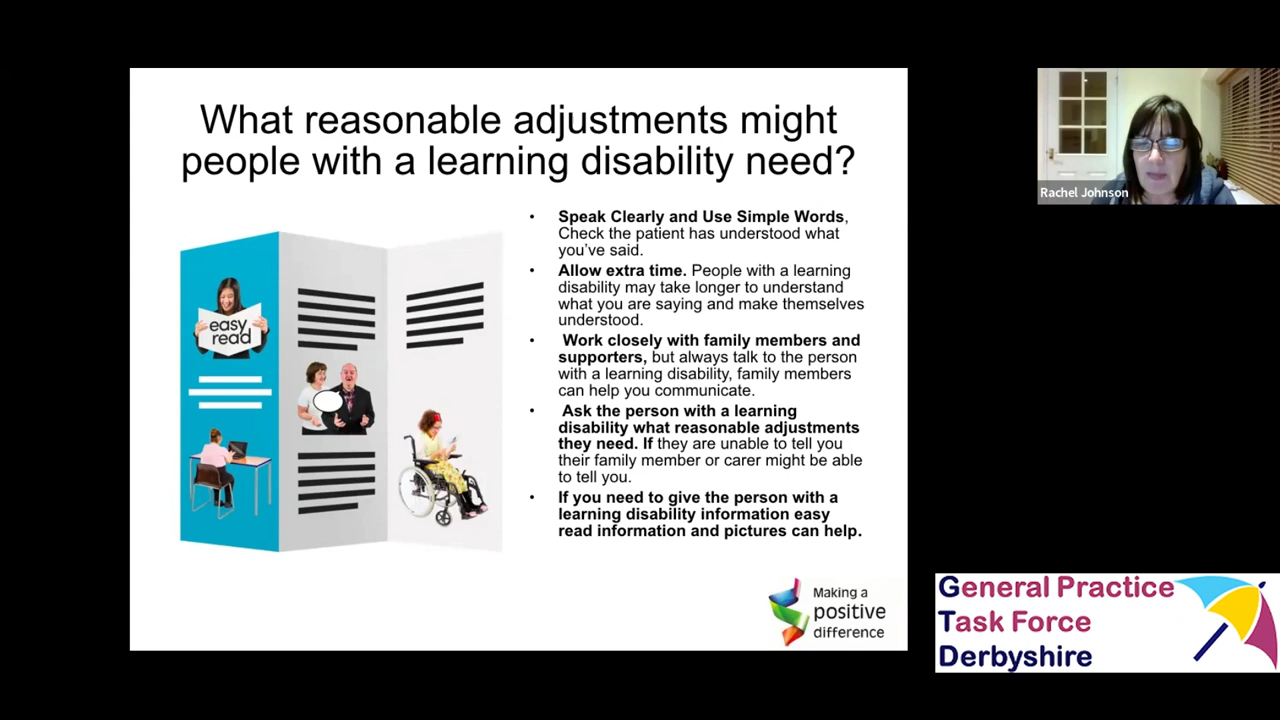 What reasonable adjustments might
people with a learning disability need?
easy
read
• Speak Clearly and Use Simple Words,
Check the patient has understood what
you've said.
• Allow extra time. People with a learning
disability may take longer to understand
what you are saying and make themselves
understood.
• Work closely with family members and
supporters, but always talk to the person
with a learning disability, family members
can help you communicate.
• Ask the person with a learning
disability what reasonable adjustments
they need. If they are unable to tell you
their family member or carer might be able
to tell you.
• If you need to give the person with a
learning disability information easy
read information and pictures can help.
Making a
positive
difference
Rachel Johnson
General Practice
Task Force
Derbyshire